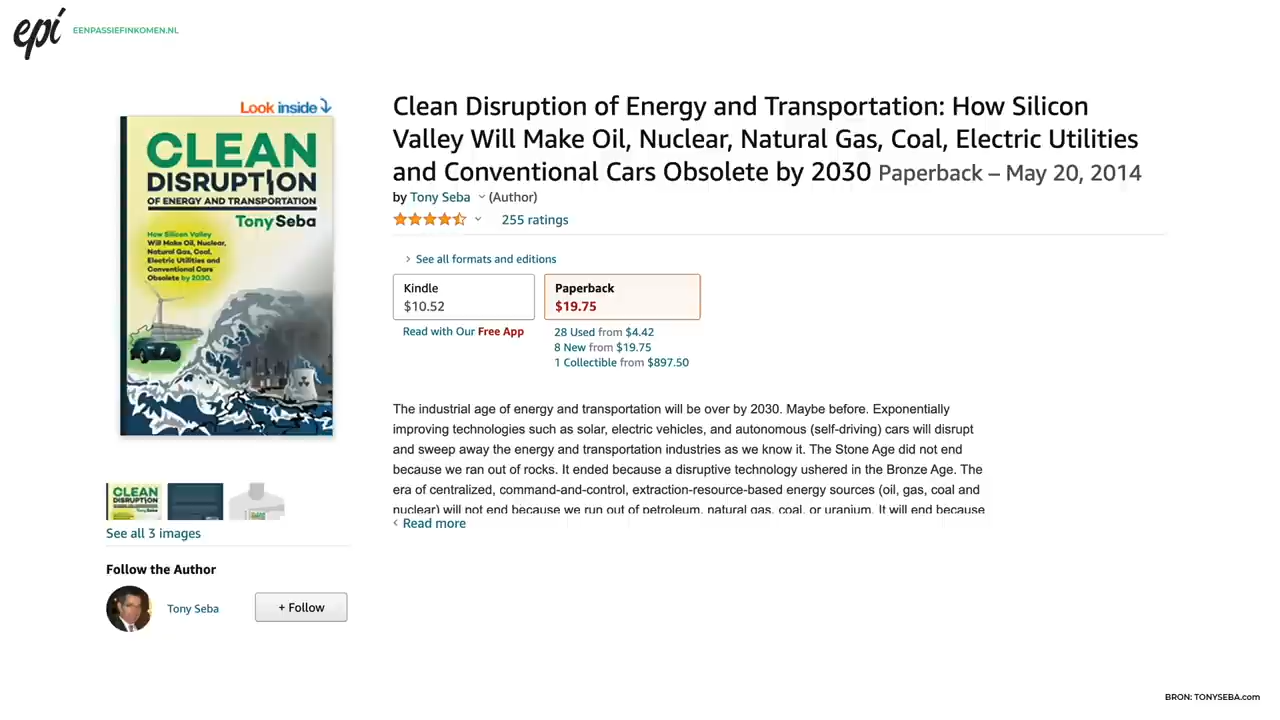 epi
EENPASSIEFINKOMEN.NL
Look inside
CLEAN
DISRUPTION
OF ENERGY AND TRANSPORTATION
Tony Seba
How Silicon Valley
Will Make Oil, Nuclear,
Natural Gas, Coal,
Electric Utilities and
Conventional Cars
Obsolete by 2030.
CLEAN
DISRUPTION
See all 3 images
Follow the Author
Tony Seba
+ Follow
Clean Disruption of Energy and Transportation: How Silicon
Valley Will Make Oil, Nuclear, Natural Gas, Coal, Electric Utilities
and Conventional Cars Obsolete by 2030 Paperback – May 20, 2014
by Tony Seba (Author)
255 ratings
See all formats and editions
Kindle
$10.52
Read with Our Free App
Paperback
$19.75
28 Used from $4.42
8 New from $19.75
1 Collectible from $897.50
The industrial age of energy and transportation will be over by 2030. Maybe before. Exponentially
improving technologies such as solar, electric vehicles, and autonomous (self-driving) cars will disrupt
and sweep away the energy and transportation industries as we know it. The Stone Age did not end
because we ran out of rocks. It ended because a disruptive technology ushered in the Bronze Age. The
era of centralized, command-and-control, extraction-resource-based energy sources (oil, gas, coal and
nuclear) will not end because we run out of petroleum, natural gas, coal, or uranium. It will end because
Read more
BRON: TONYSEBA.com